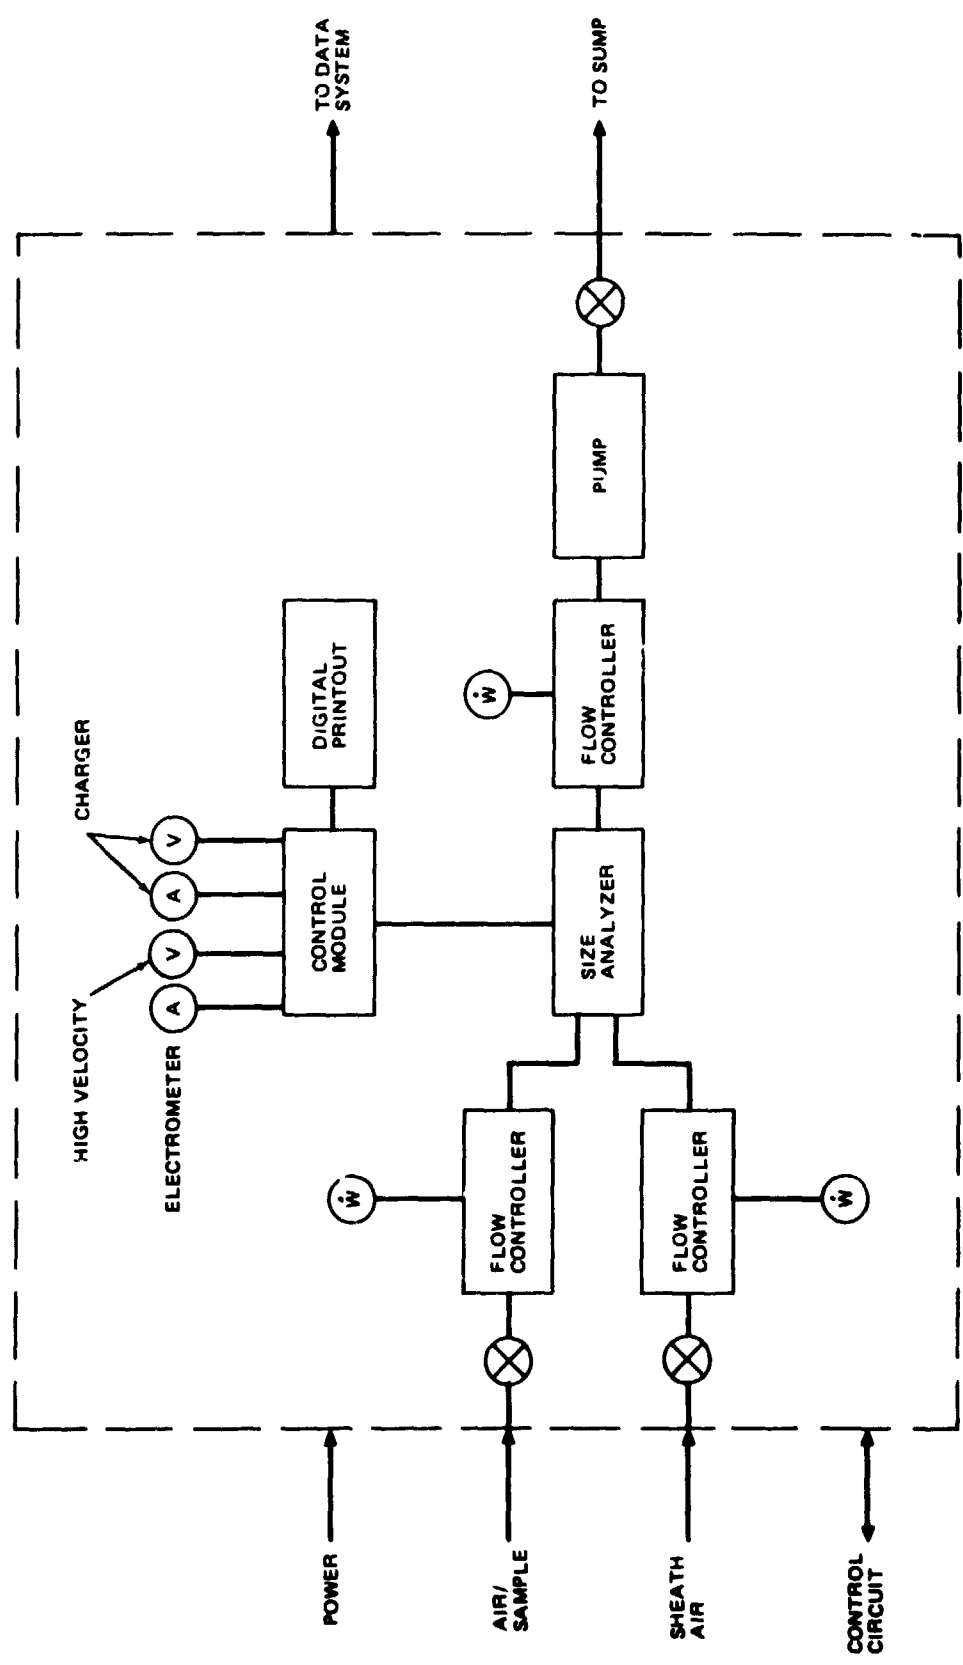 TO DATA
SYSTEM
TO SUMP
CHARGER
HIGH VELOCITY
ELECTROMETER
A
V
A
V
CONTROL
MODULE
DIGITAL
PRINTOUT
Ẇ
FLOW
CONTROLLER
SIZE
ANALYZER
Ẇ
FLOW
CONTROLLER
PUMP
FLOW
CONTROLLER
Ẇ
POWER
AIR/
SAMPLE
SHEATH
AIR
CONTROL
CIRCUIT